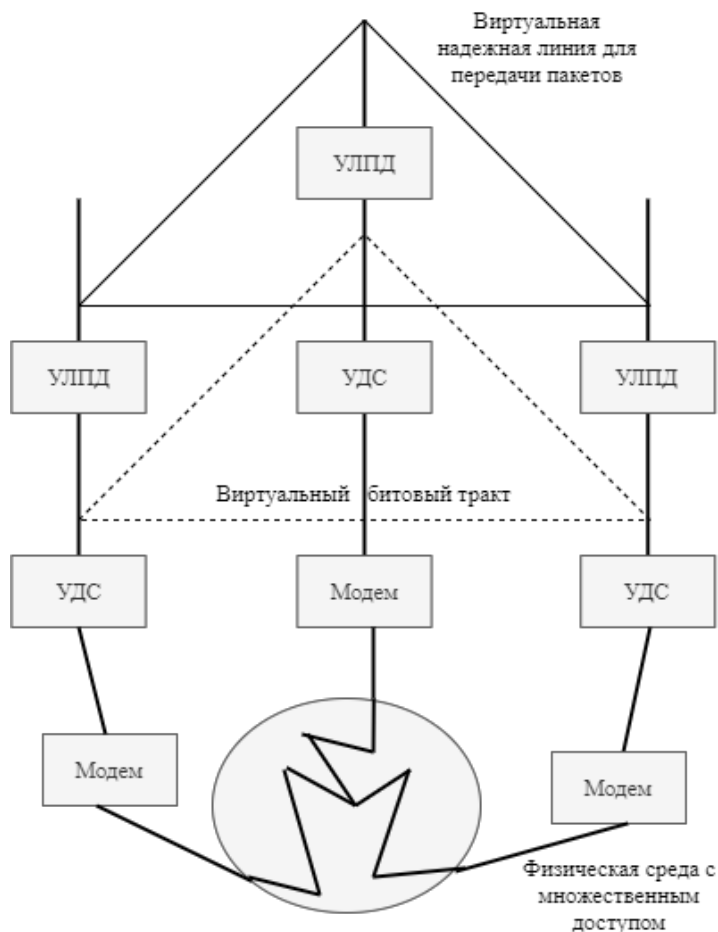 Виртуальная
надежная линия для
передачи пакетов
УЛПД
УЛПД
УДС
УЛПД
Виртуальный битовый тракт
УДС
Модем
УДС
Модем
Модем
Физическая среда с
множественным
доступом